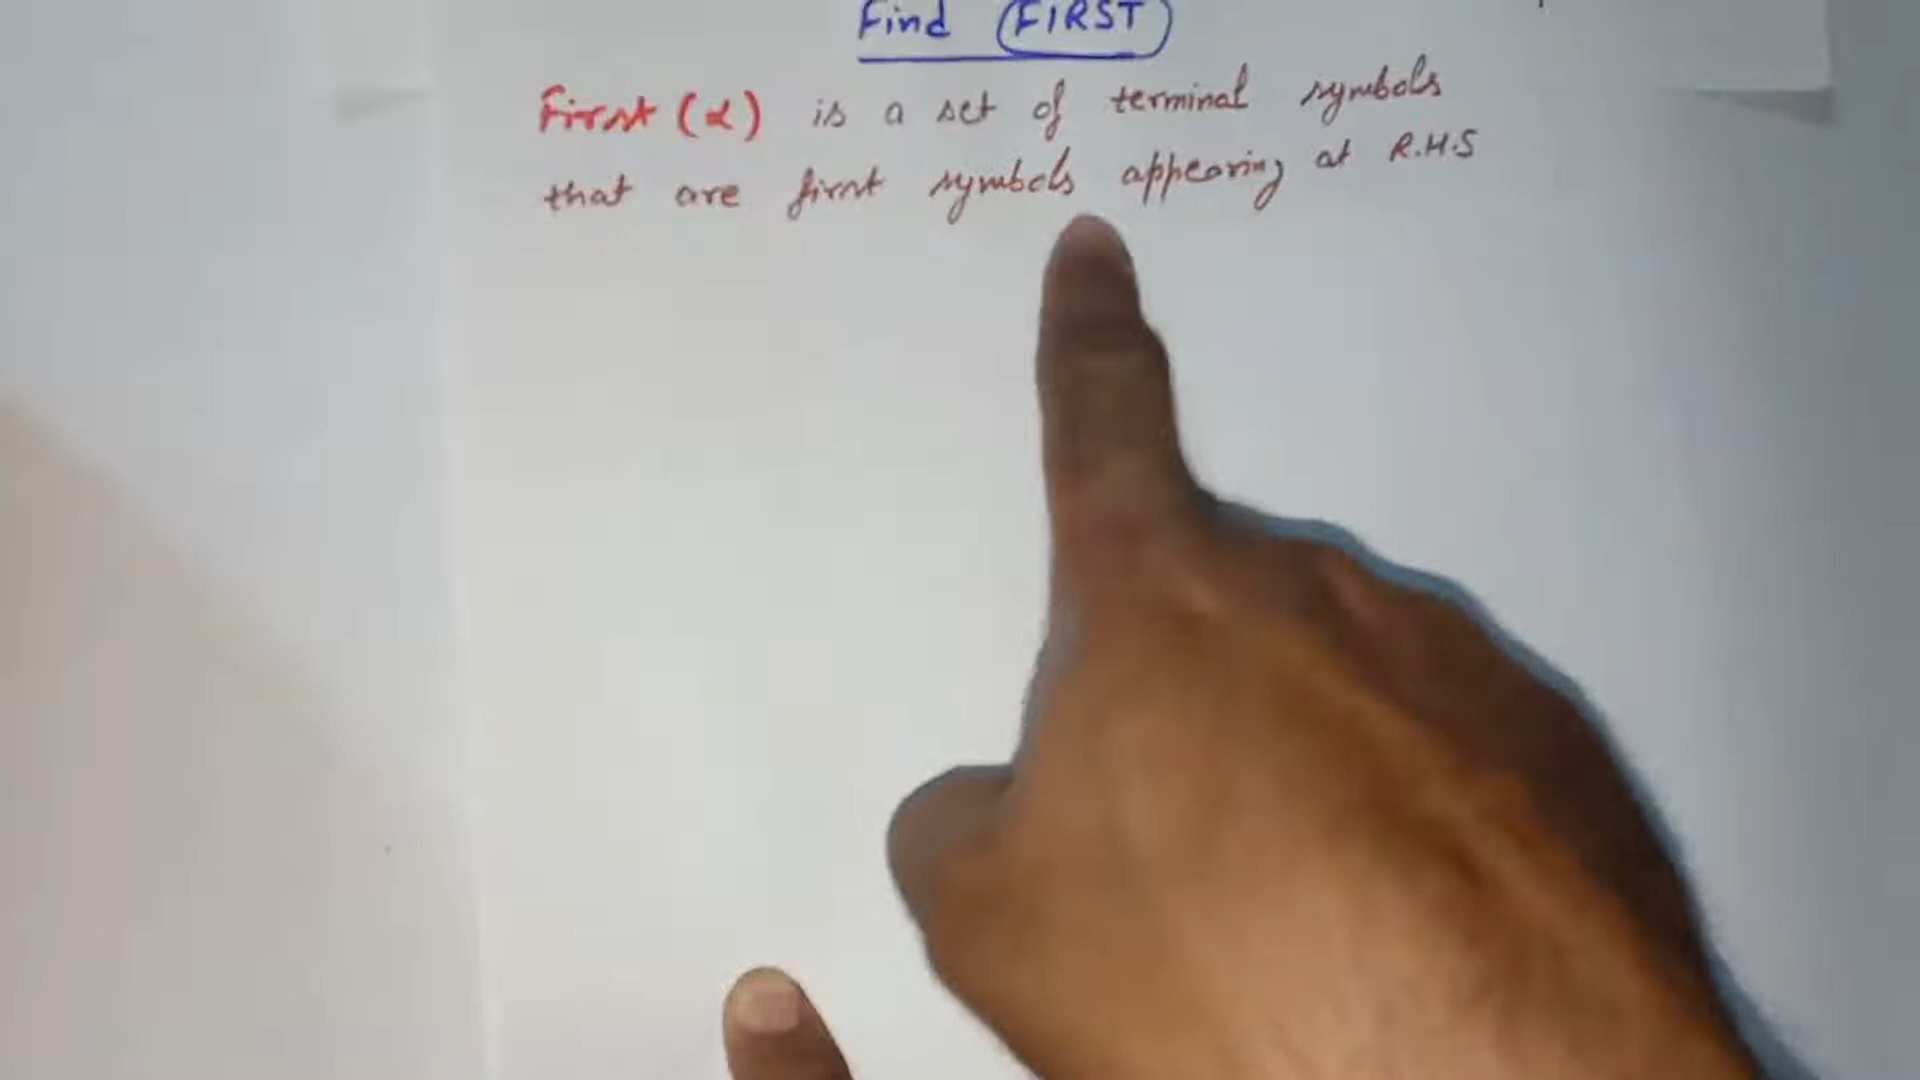 Find FIRST
First (α) is a set of terminal symbols
that are first symbols appearing at R.H.S